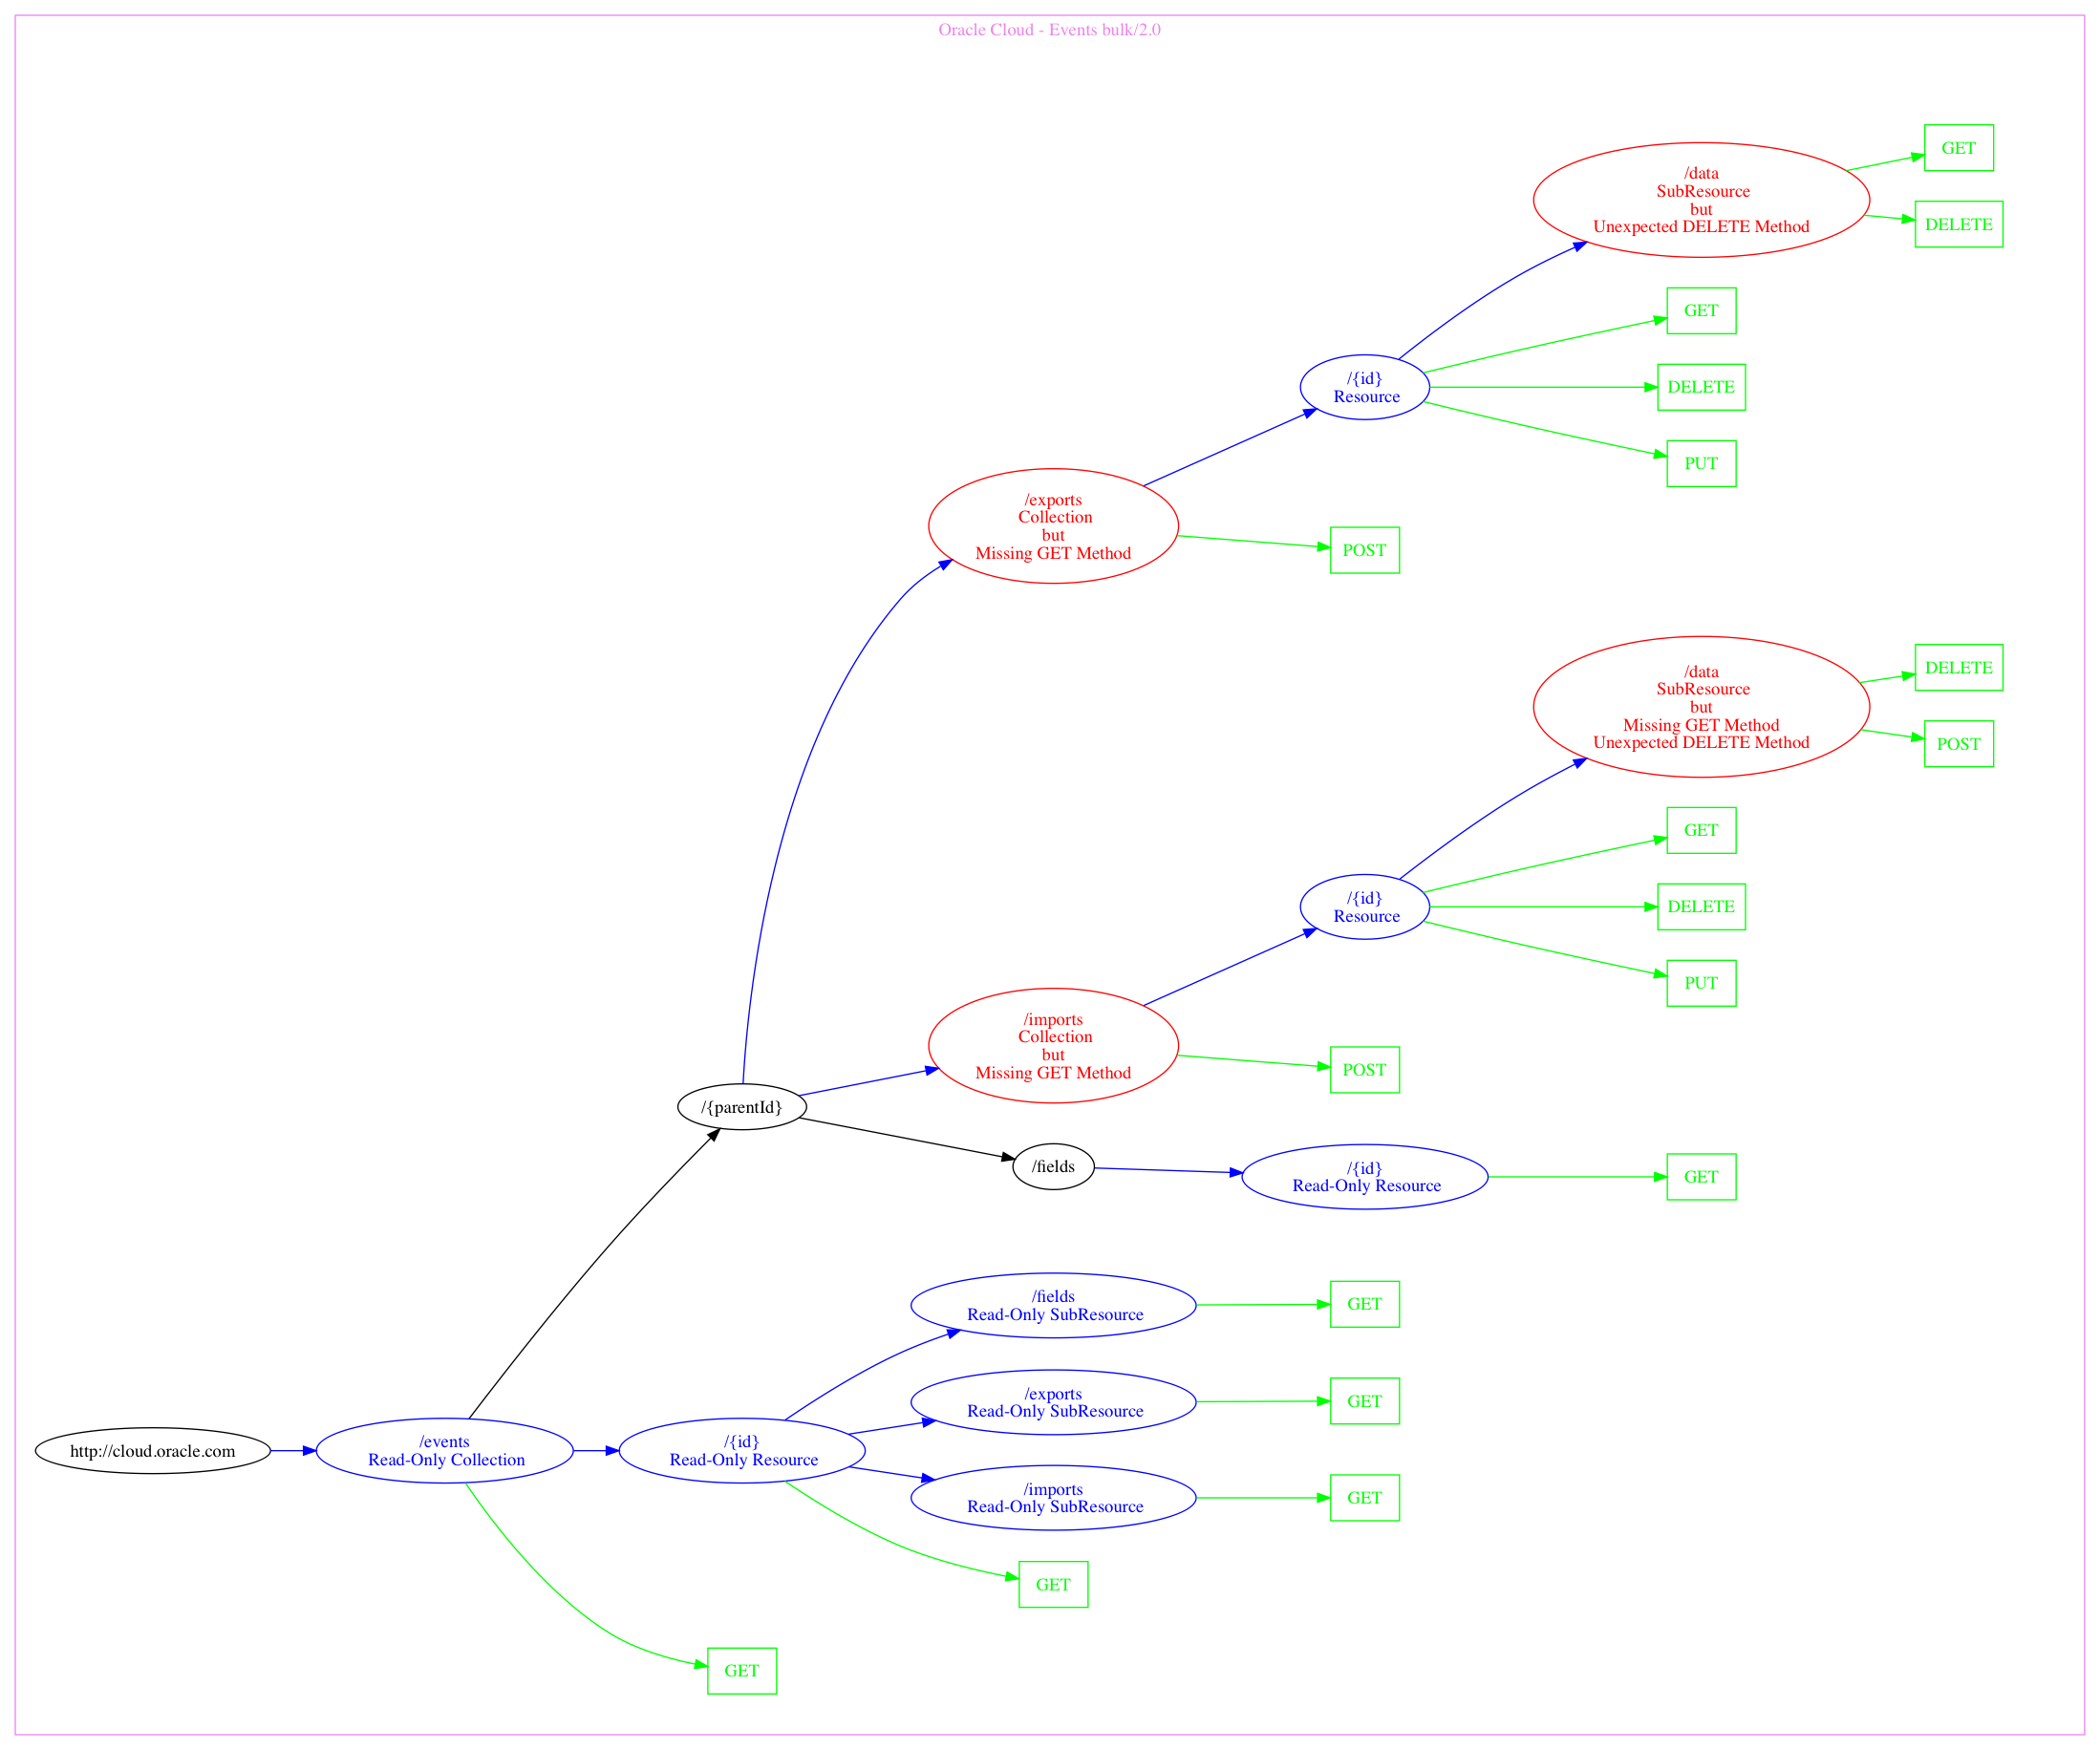 Oracle Cloud - Events bulk/2.0
/data
SubResource
but
Unexpected DELETE Method
GET
DELETE
GET
/{id}
Resource
DELETE
PUT
/exports
Collection
but
Missing GET Method
POST
/data
SubResource
but
Missing GET Method
Unexpected DELETE Method
DELETE
POST
GET
/{id}
Resource
DELETE
PUT
/imports
Collection
but
Missing GET Method
POST
/{parentId}
/fields
/{id}
Read-Only Resource
GET
/fields
Read-Only SubResource
GET
/exports
Read-Only SubResource
GET
http://cloud.oracle.com
/events
Read-Only Collection
/{id}
Read-Only Resource
/imports
Read-Only SubResource
GET
GET
GET